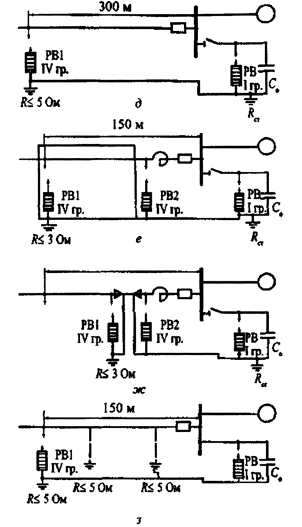 300 м
РВ1
IV гр.
РВ
I гр.
C₀
R≤ 5 Ом
Rст
д
150 м
РВ1
IV гр.
РВ2
IV гр.
РВ
I гр.
C₀
R≤ 3 Ом
Rст
е
РВ1
IV гр.
РВ2
IV гр.
РВ
I гр.
C₀
R≤ 3 Ом
Rст
ж
150 м
РВ1
IV гр.
РВ
I гр.
C₀
R≤ 5 Ом
R≤ 5 Ом
R≤ 5 Ом
з